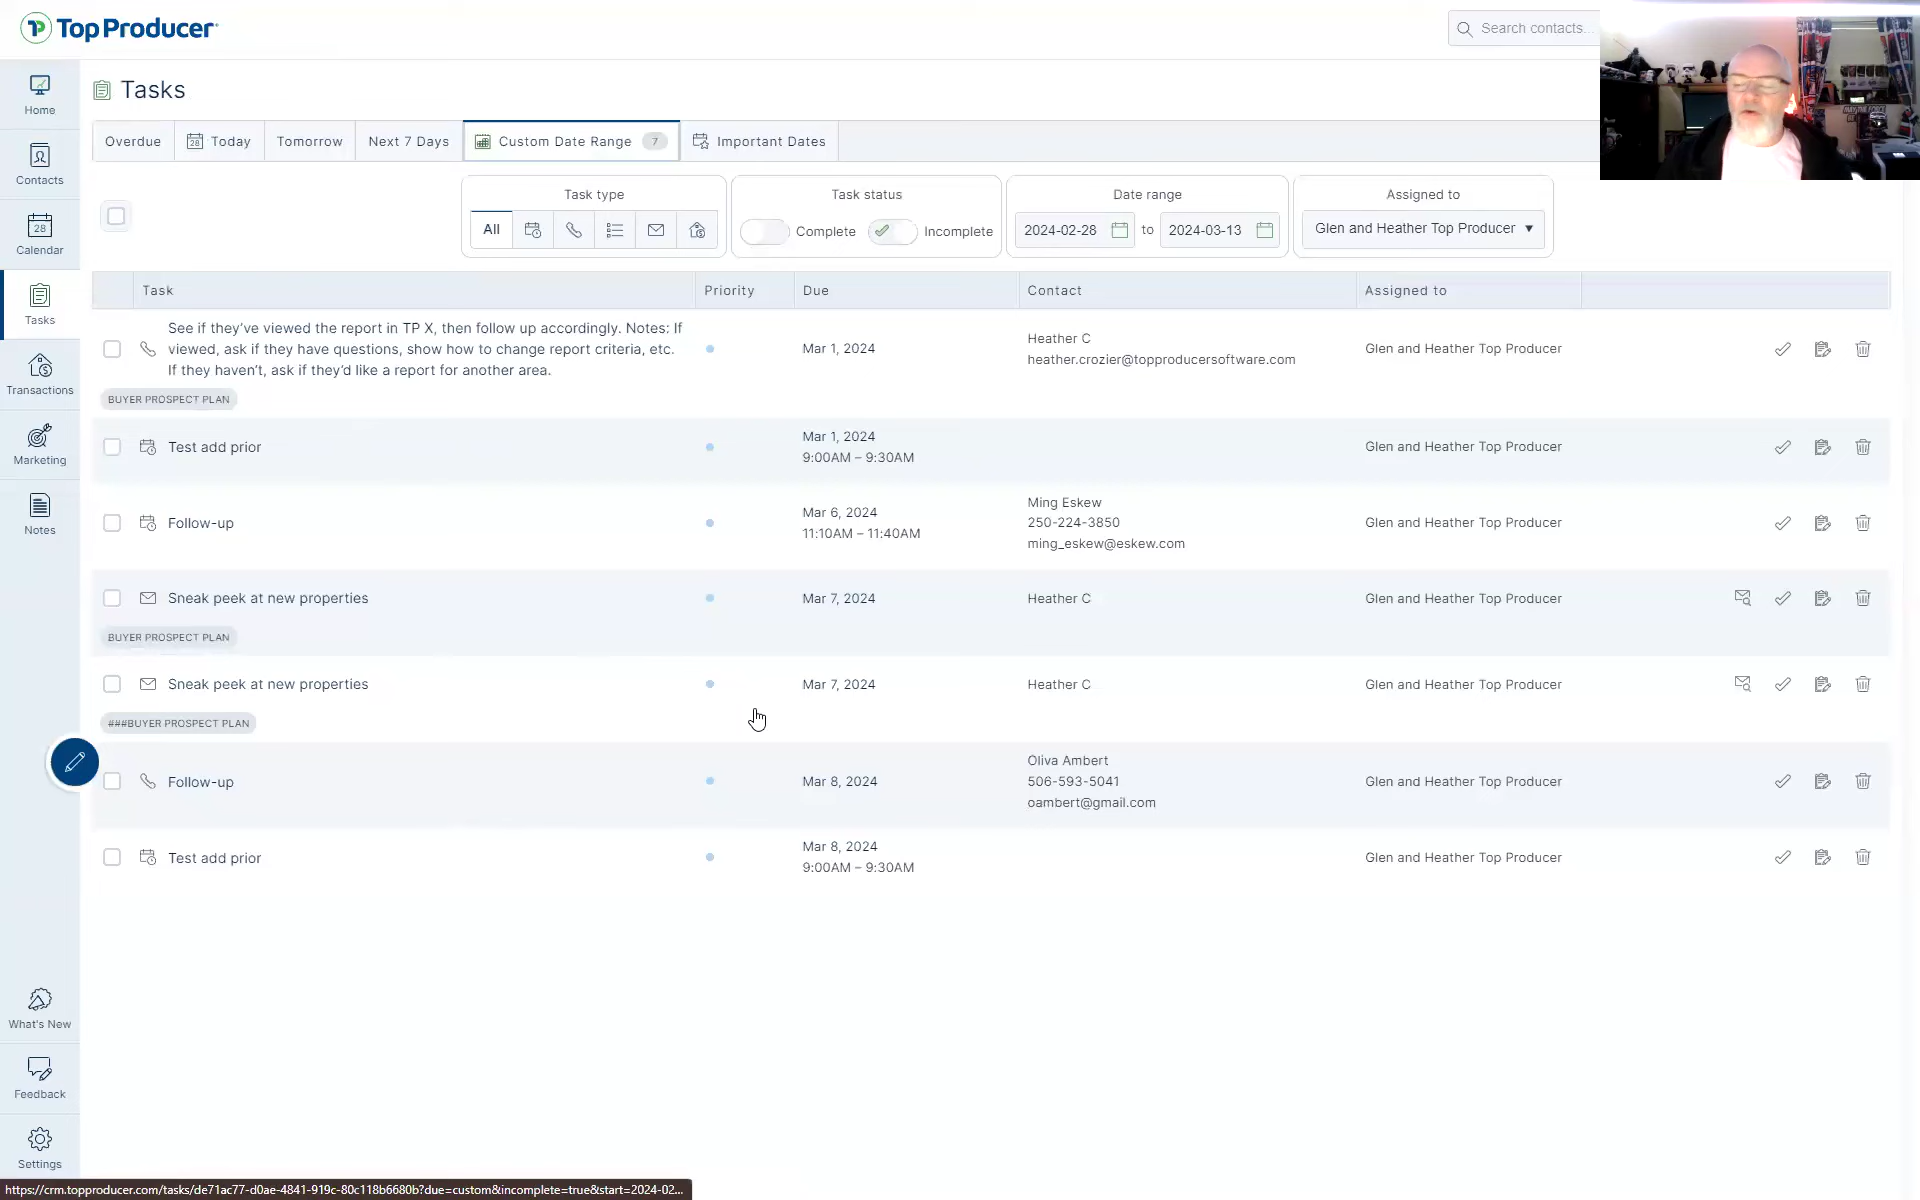 Top Producer
Search contacts...
Home
Contacts
28
Calendar
Tasks
Transactions
Marketing
Notes
What's New
Feedback
Settings
Tasks
Overdue
28 Today
Tomorrow
Next 7 Days
Custom Date Range 7
Important Dates
Task type
All
Task status
Complete
Incomplete
Date range
2024-02-28 to 2024-03-13
Assigned to
Glen and Heather Top Producer
Task Priority Due Contact Assigned to
See if they've viewed the report in TP X, then follow up accordingly. Notes: If
viewed, ask if they have questions, show how to change report criteria, etc.
If they haven't, ask if they'd like a report for another area.
Mar 1, 2024
Heather C
heather.crozier@topproducersoftware.com
Glen and Heather Top Producer
BUYER PROSPECT PLAN
Test add prior
Mar 1, 2024
9:00AM – 9:30AM
Glen and Heather Top Producer
Follow-up
Mar 6, 2024
11:10AM – 11:40AM
Ming Eskew
250-224-3850
ming_eskew@eskew.com
Glen and Heather Top Producer
Sneak peek at new properties
Mar 7, 2024
Heather C
Glen and Heather Top Producer
BUYER PROSPECT PLAN
Sneak peek at new properties
Mar 7, 2024
Heather C
Glen and Heather Top Producer
###BUYER PROSPECT PLAN
Follow-up
Mar 8, 2024
Oliva Ambert
506-593-5041
oambert@gmail.com
Glen and Heather Top Producer
Test add prior
Mar 8, 2024
9:00AM – 9:30AM
Glen and Heather Top Producer
https://crm.topproducer.com/tasks/de71ac77-d0ae-4841-919c-80c118b6680b?due=custom&incomplete=true&start=2024-02...